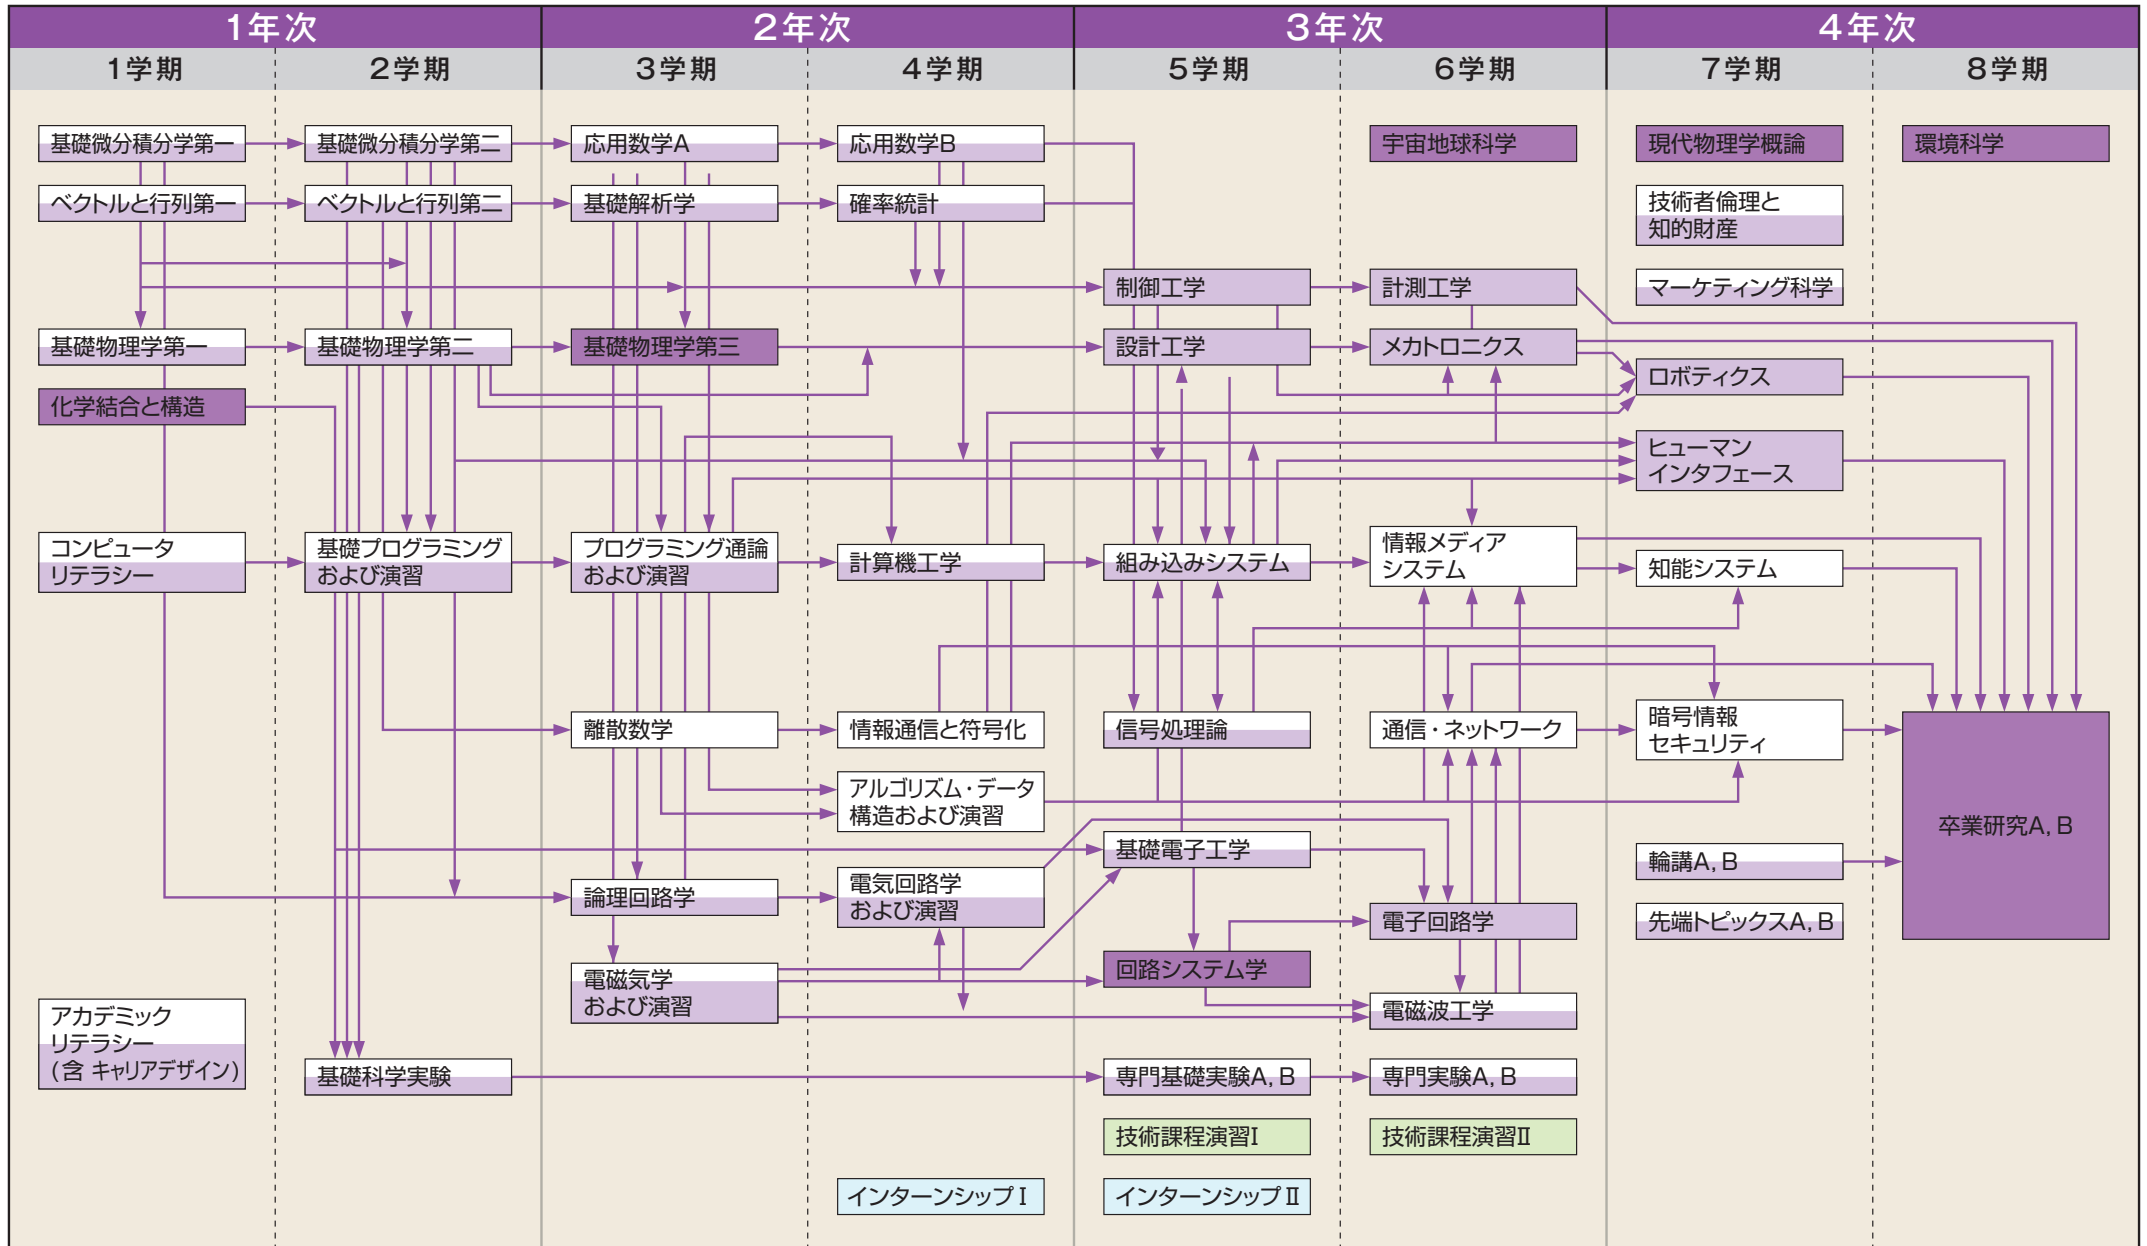 1年次
2年次
3年次
4年次
1学期
2学期
3学期
4学期
5学期
6学期
7学期
8学期
基礎微分積分学第一
ベクトルと行列第一
基礎物理学第一
化学結合と構造
コンピュータ
リテラシー
アカデミック
リテラシー
(含 キャリアデザイン)
基礎微分積分学第二
ベクトルと行列第二
基礎物理学第二
基礎プログラミング
および演習
基礎科学実験
応用数学A
基礎解析学
基礎物理学第三
プログラミング通論
および演習
離散数学
論理回路学
電磁気学
および演習
応用数学B
確率統計
計算機工学
情報通信と符号化
アルゴリズム・データ
構造および演習
電気回路学
および演習
インターンシップⅠ
制御工学
設計工学
組み込みシステム
信号処理論
基礎電子工学
回路システム学
専門基礎実験A, B
技術課程演習Ⅰ
インターンシップⅡ
宇宙地球科学
計測工学
メカトロニクス
情報メディア
システム
通信・ネットワーク
電子回路学
電磁波工学
専門実験A, B
技術課程演習Ⅱ
現代物理学概論
技術者倫理と
知的財産
マーケティング科学
ロボティクス
ヒューマン
インタフェース
知能システム
暗号情報
セキュリティ
輪講A, B
先端トピックスA, B
環境科学
卒業研究A, B